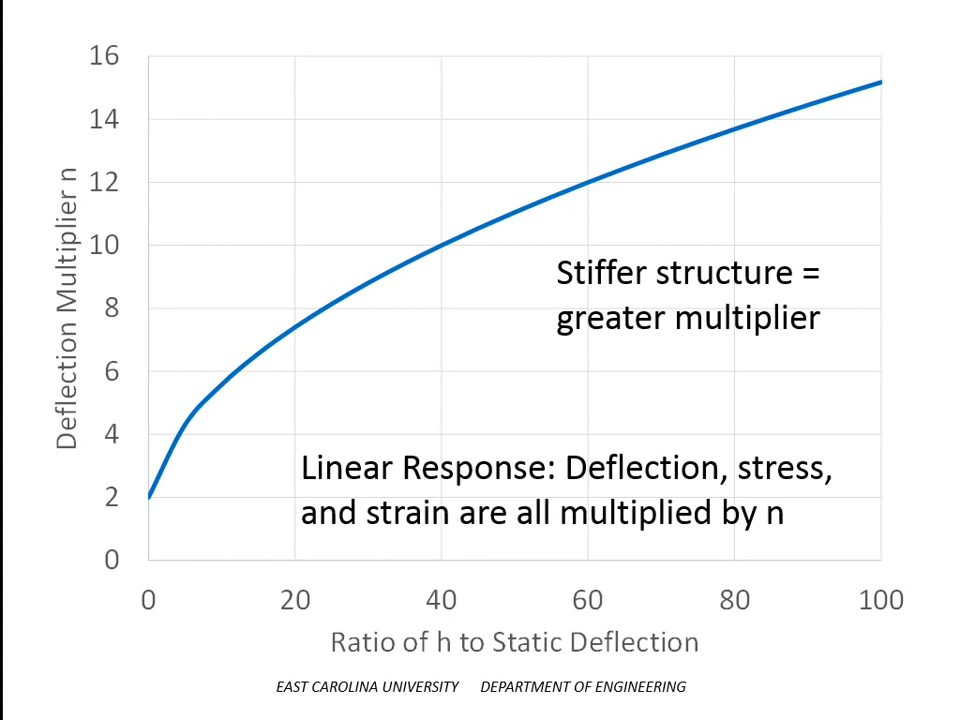 16
14
12
10
8
6
4
2
0
Deflection Multiplier n
Stiffer structure =
greater multiplier
Linear Response: Deflection, stress,
and strain are all multiplied by n
0 20 40 60 80 100
Ratio of h to Static Deflection
EAST CAROLINA UNIVERSITY DEPARTMENT OF ENGINEERING